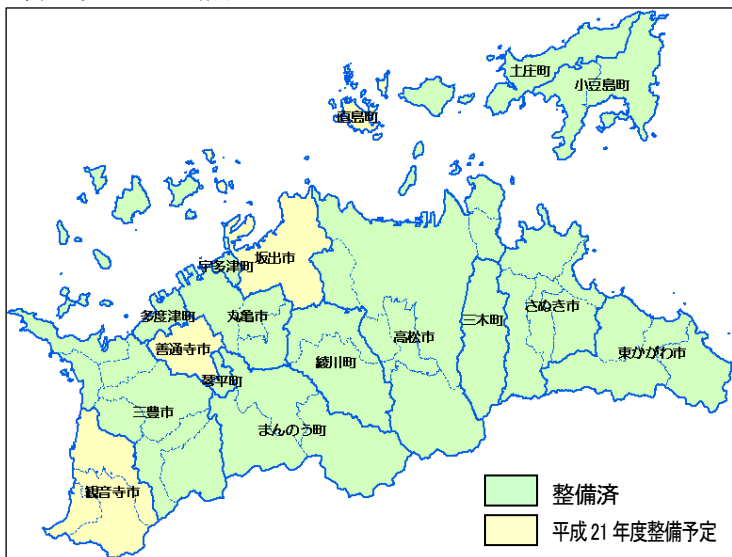 土庄町
小豆島町
直島町
坂出市
宇多津町
多度津町
丸亀市
善通寺市
琴平町
綾川町
高松市
三木町
さぬき市
東かがわ市
三豊市
まんのう町
観音寺市
整備済
平成21年度整備予定